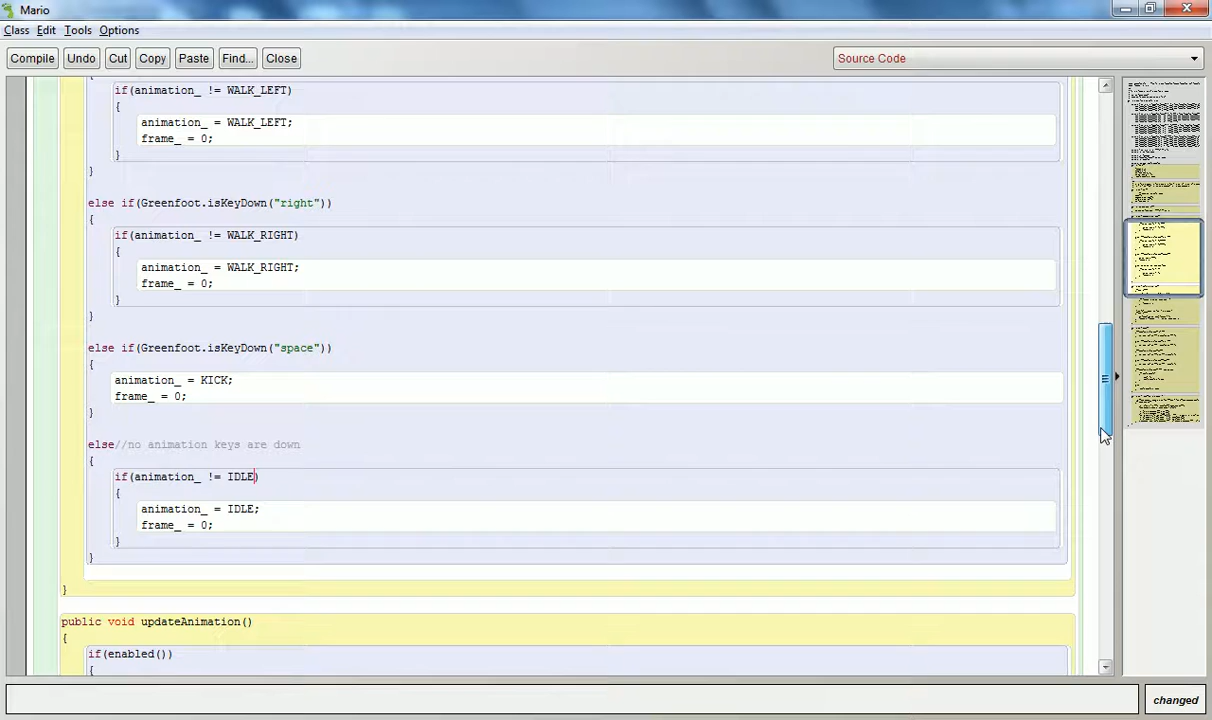 Mario
Class Edit Tools Options
Compile Undo Cut Copy Paste Find... Close Source Code
{
if(animation_ != WALK_LEFT)
{
animation_ = WALK_LEFT;
frame_ = 0;
}
}
else if(Greenfoot.isKeyDown("right"))
{
if(animation_ != WALK_RIGHT)
{
animation_ = WALK_RIGHT;
frame_ = 0;
}
}
else if(Greenfoot.isKeyDown("space"))
{
animation_ = KICK;
frame_ = 0;
}
else//no animation keys are down
{
if(animation_ != IDLE)
{
animation_ = IDLE;
frame_ = 0;
}
}
}
public void updateAnimation()
{
if(enabled())
{
changed